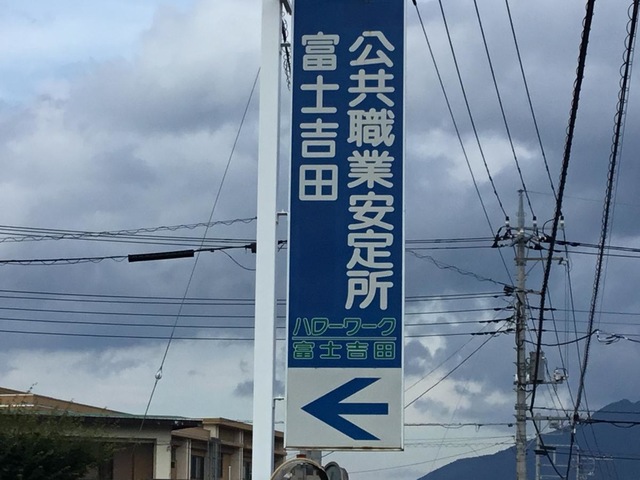 公共職業安定所
富士吉田
ハローワーク
富士吉田